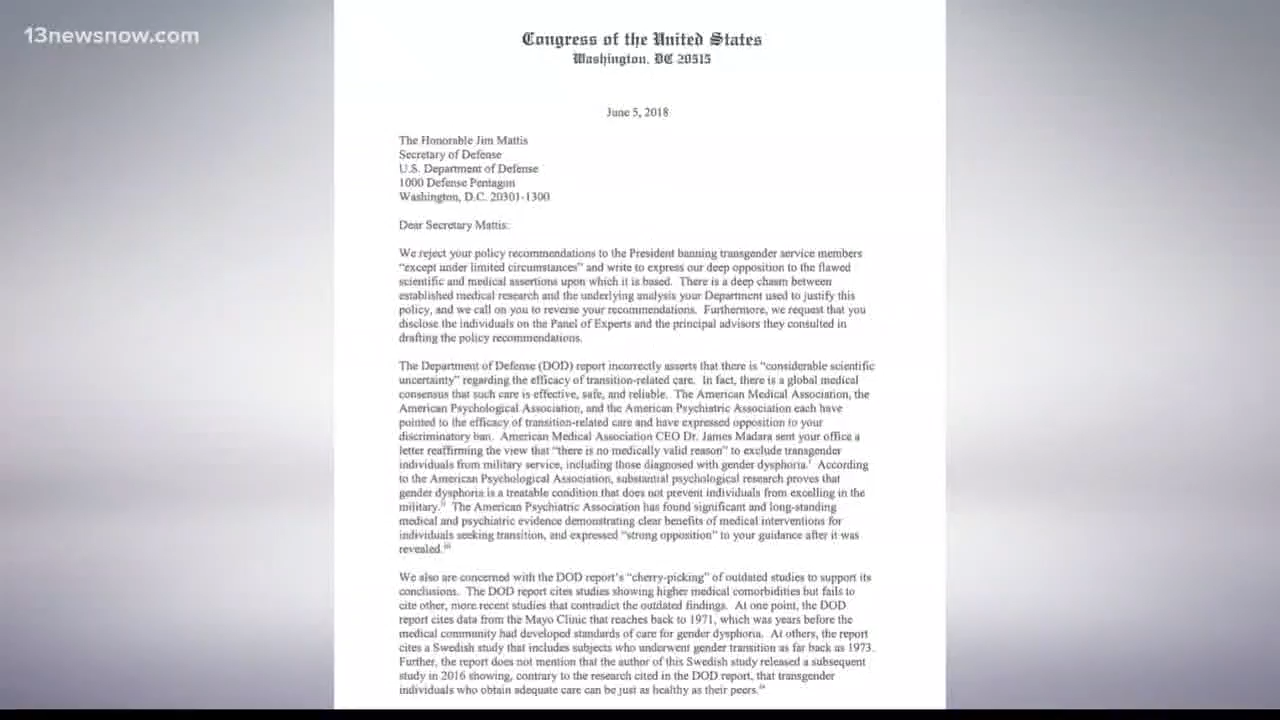 13newsnow.com
Congress of the United States
Washington, DC 20515
June 5, 2018
The Honorable Jim Mattis
Secretary of Defense
U.S. Department of Defense
1000 Defense Pentagon
Washington, D.C. 20301-1300
Dear Secretary Mattis:
We reject your policy recommendations to the President banning transgender service members
“except under limited circumstances” and write to express our deep opposition to the flawed
scientific and medical assertions upon which it is based.  There is a deep chasm between
established medical research and the underlying analysis your Department used to justify this
policy, and we call on you to reverse your recommendations.  Furthermore, we request that you
disclose the individuals on the Panel of Experts and the principal advisors they consulted in
drafting the policy recommendations.
The Department of Defense (DOD) report incorrectly asserts that there is “considerable scientific
uncertainty” regarding the efficacy of transition-related care.  In fact, there is a global medical
consensus that such care is effective, safe, and reliable.  The American Medical Association, the
American Psychological Association, and the American Psychiatric Association each have
pointed to the efficacy of transition-related care and have expressed opposition to your
discriminatory ban.  American Medical Association CEO Dr. James Madara sent your office a
letter reaffirming the view that “there is no medically valid reason” to exclude transgender
individuals from military service, including those diagnosed with gender dysphoria.ⁱ  According
to the American Psychological Association, substantial psychological research proves that
gender dysphoria is a treatable condition that does not prevent individuals from excelling in the
military.ⁱⁱ  The American Psychiatric Association has found significant and long-standing
medical and psychiatric evidence demonstrating clear benefits of medical interventions for
individuals seeking transition, and expressed “strong opposition” to your guidance after it was
revealed.ⁱⁱⁱ
We also are concerned with the DOD report’s “cherry-picking” of outdated studies to support its
conclusions.  The DOD report cites studies showing higher medical comorbidities but fails to
cite other, more recent studies that contradict the outdated findings.  At one point, the DOD
report cites data from the Mayo Clinic that reaches back to 1971, which was years before the
medical community had developed standards of care for gender dysphoria.  At others, the report
cites a Swedish study that includes subjects who underwent gender transition as far back as 1973.
Further, the report does not mention that the author of this Swedish study released a subsequent
study in 2016 showing, contrary to the research cited in the DOD report, that transgender
individuals who obtain adequate care can be just as healthy as their peers.ⁱᵛ